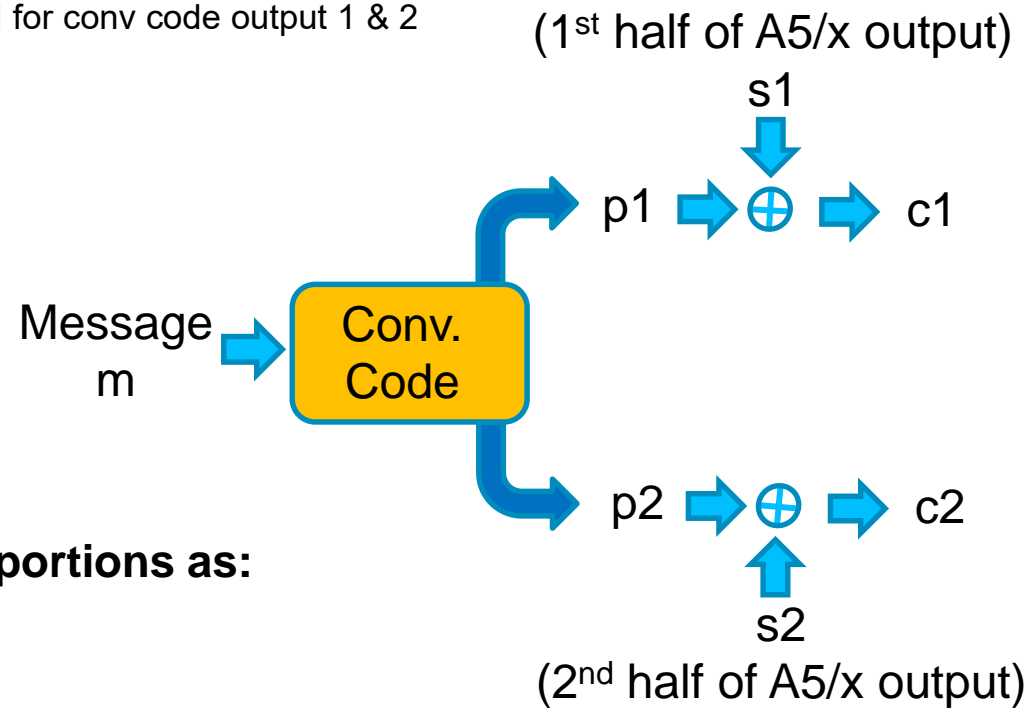 for conv code output 1 & 2
(1st half of A5/x output)
s1
p1
c1
Message
m
Conv.
Code
p2
c2
portions as:
s2
(2nd half of A5/x output)